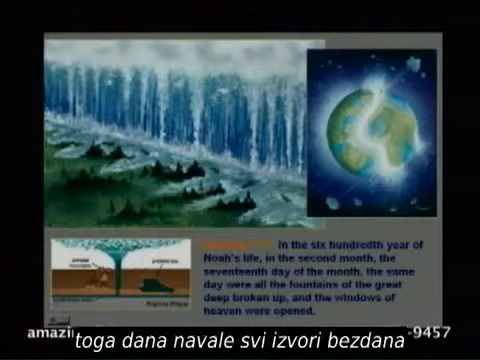 In the six hundredth year of
Noah's life, in the second month, the
seventeenth day of the month, the same
day were all the fountains of the great
deep broken up, and the windows of
heaven were opened.
-9457
toga dana navale svi izvori bezdana